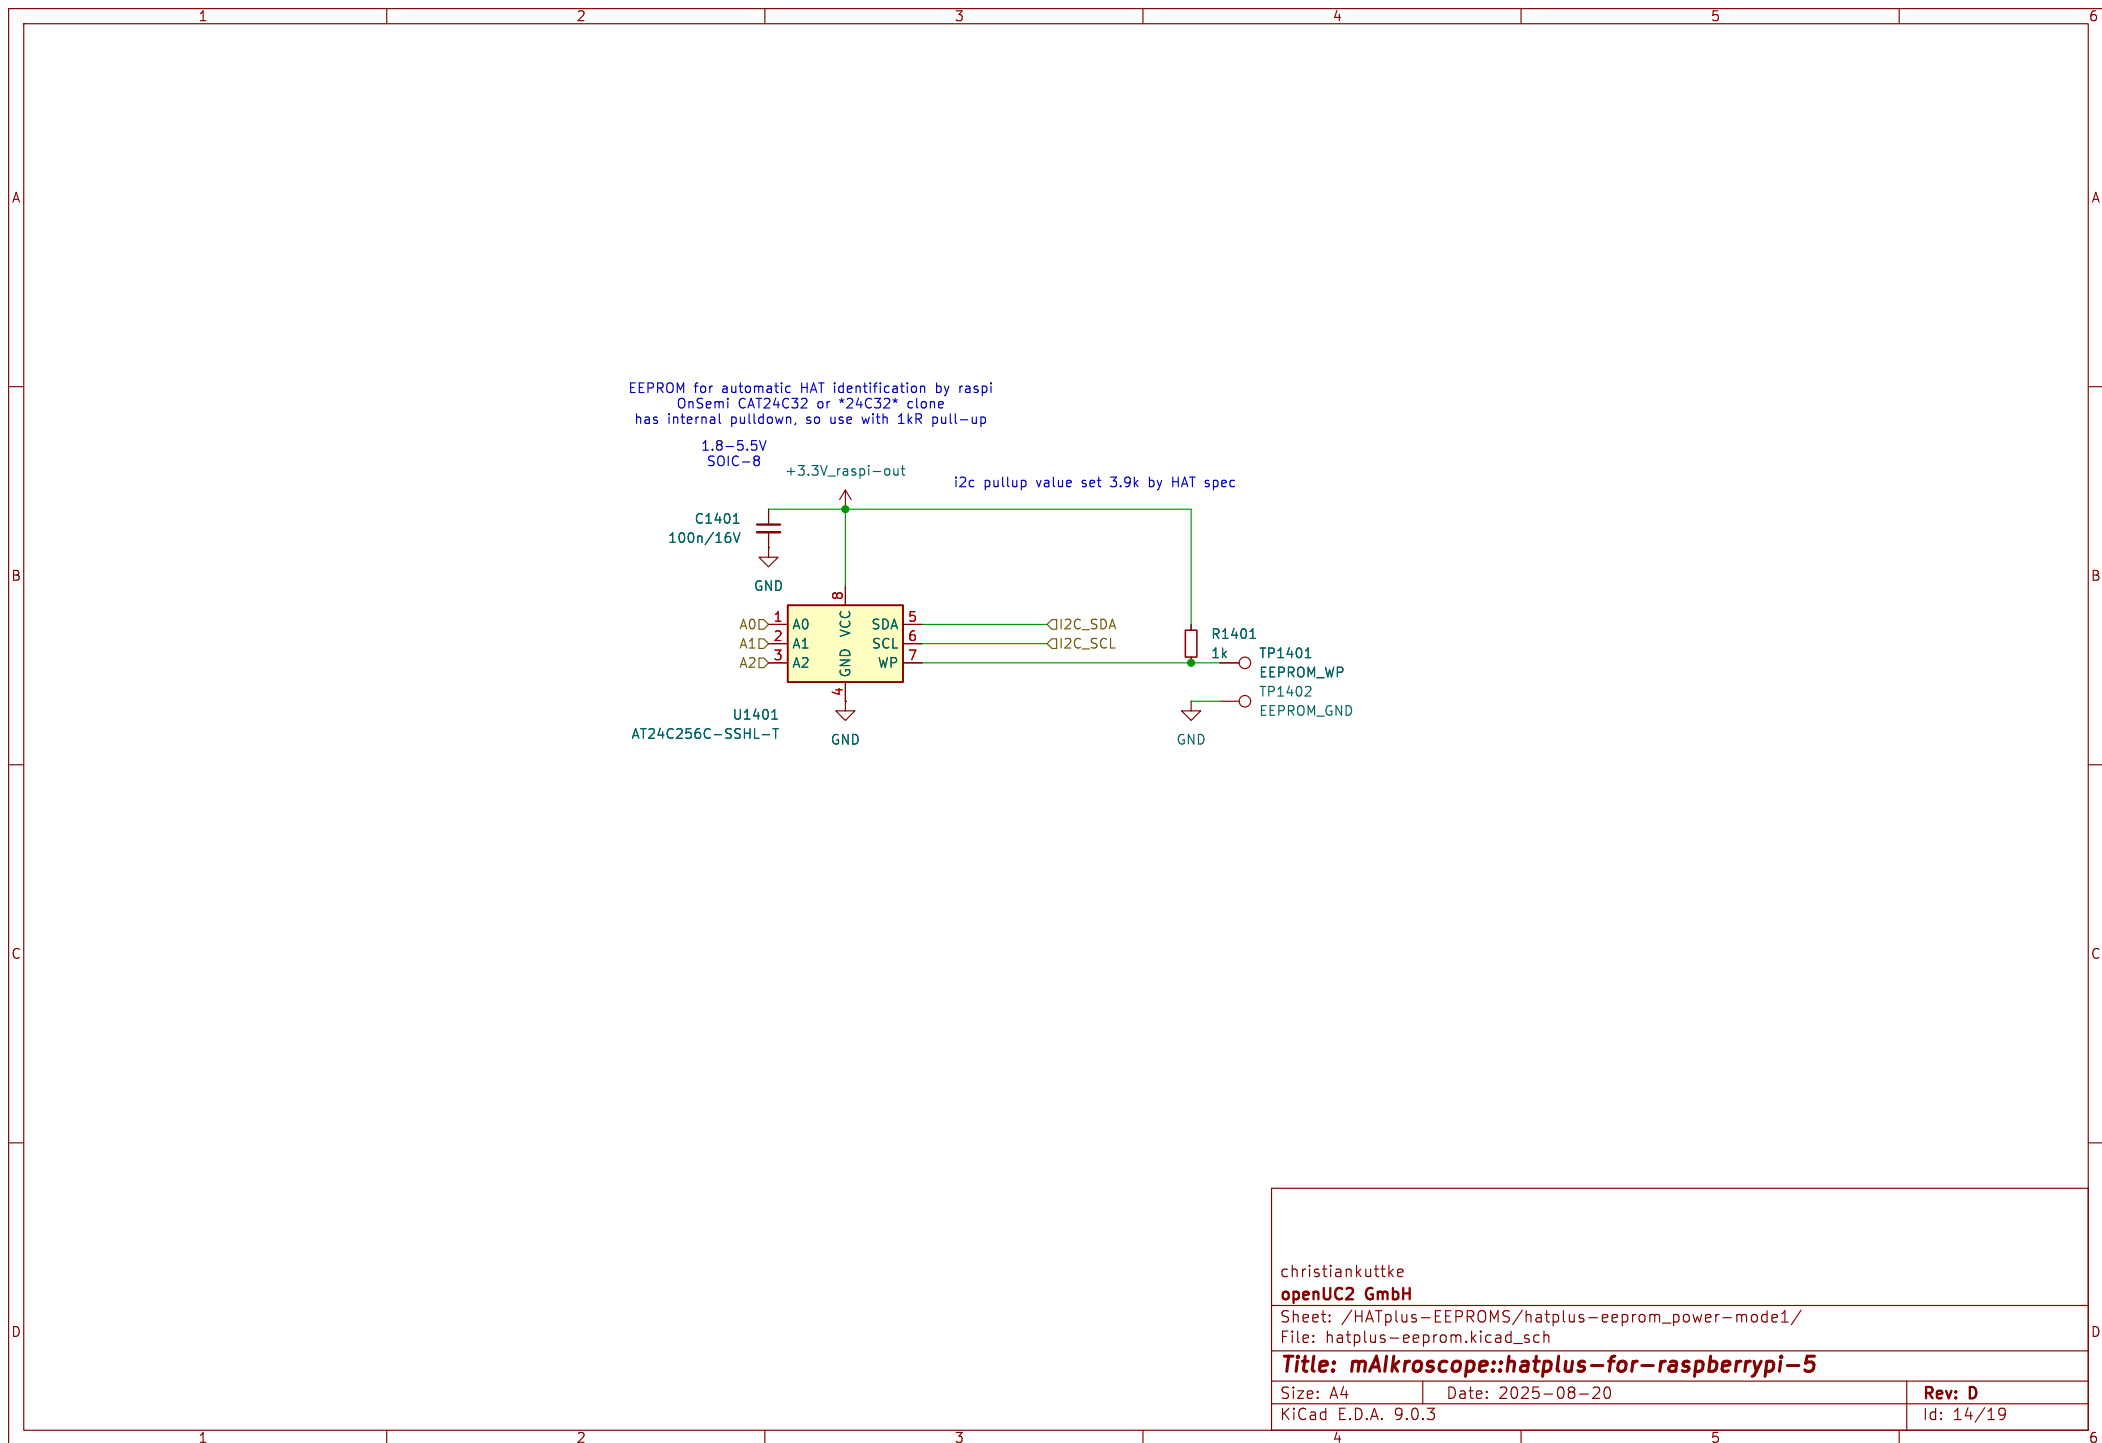 1 2 3 4 5 6
A A
EEPROM for automatic HAT identification by raspi
OnSemi CAT24C32 or *24C32* clone
has internal pulldown, so use with 1kR pull-up
1.8-5.5V
SOIC-8
+3.3V_raspi-out
i2c pullup value set 3.9k by HAT spec
C1401
100n/16V
GND
B B
8
A0 1 A0 VCC SDA 5 I2C_SDA
A1 2 A1 SCL 6 I2C_SCL
A2 3 A2 GND WP 7
4
R1401
1k
TP1401
EEPROM_WP
TP1402
EEPROM_GND
U1401
AT24C256C-SSHL-T
GND
GND
C C
D D
christiankuttke
openUC2 GmbH
Sheet: /HATplus-EEPROMS/hatplus-eeprom_power-mode1/
File: hatplus-eeprom.kicad_sch
Title: mAIkroscope::hatplus-for-raspberrypi-5
Size: A4 Date: 2025-08-20 Rev: D
KiCad E.D.A. 9.0.3 Id: 14/19
1 2 3 4 5 6